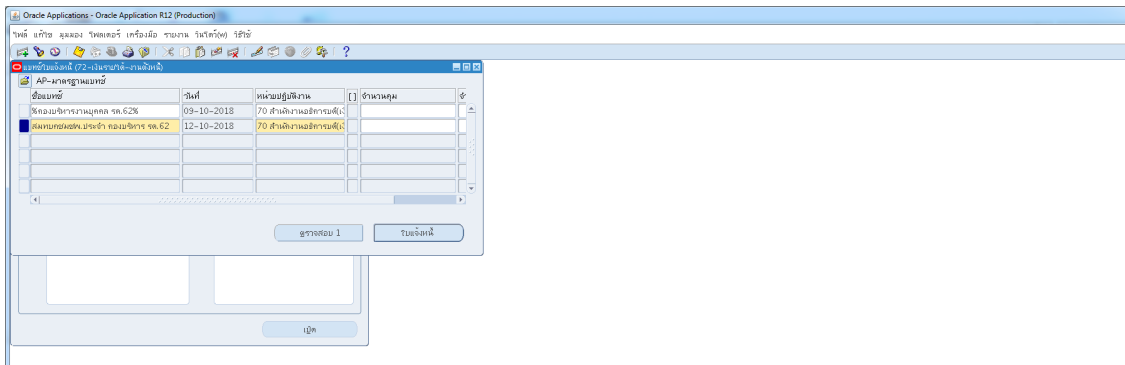 Oracle Applications - Oracle Application R12 (Production)
ไฟล์ แก้ไข มุมมอง โฟลเดอร์ เครื่องมือ รายงาน วินโดว์(w) วิธีใช้
แบทช์ใบแจ้งหนี้ (72-เงินรายได้-งานตั้งหนี้)
AP-มาตรฐานแบทช์
ชื่อแบทช์ วันที่ หน่วยปฏิบัติงาน [ ] จำนวนคุม
%กองบริหารงานบุคคล รด.62% 09-10-2018 70 สำนักงานอธิการบดี(เงิ
สมทบกชมชพ.ประจำ กองบริหาร รด.62 12-10-2018 70 สำนักงานอธิการบดี(เงิ
ตรวจสอบ 1 ใบแจ้งหนี้
เปิด